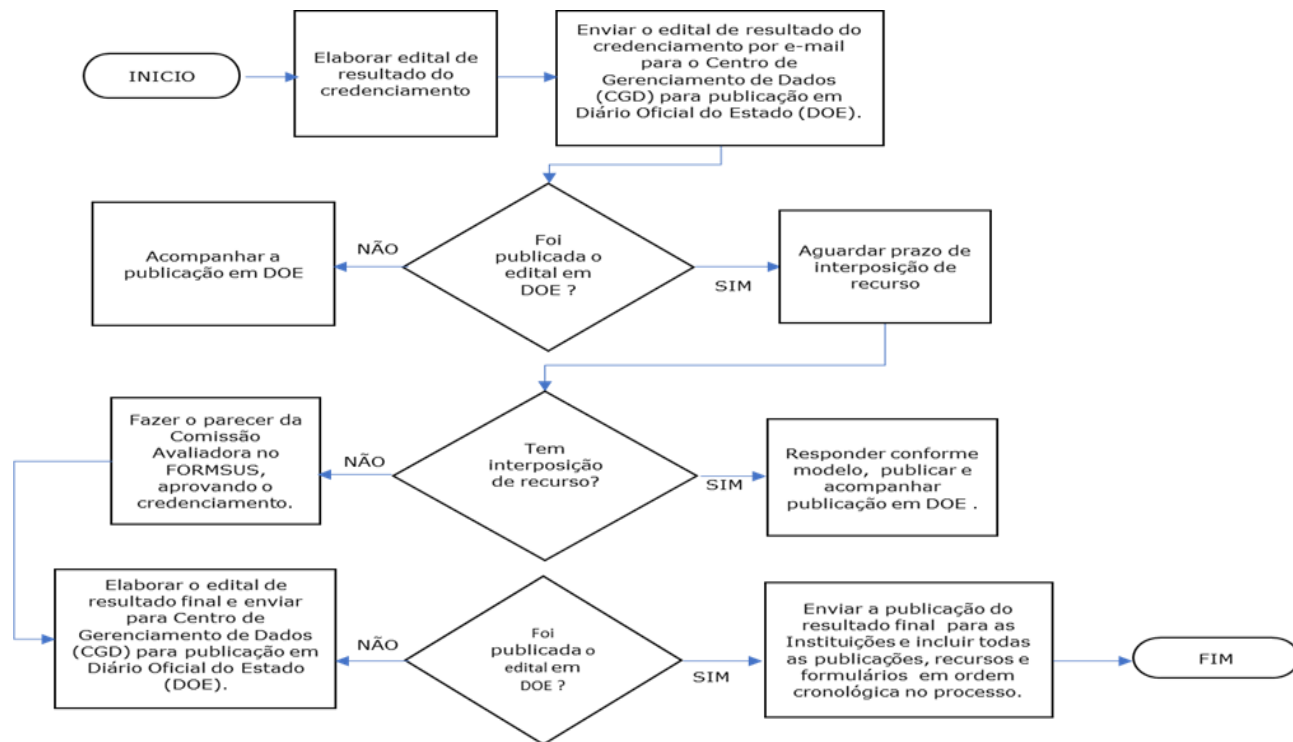 INICIO
Elaborar edital de
resultado do
credenciamento
Enviar o edital de resultado do
credenciamento por e-mail
para o Centro de
Gerenciamento de Dados
(CGD) para publicação em
Diário Oficial do Estado (DOE).
Acompanhar a
publicação em DOE
NÃO
Foi
publicada o
edital em
DOE ?
SIM
Aguardar prazo de
interposição de
recurso
Fazer o parecer da
Comissão
Avaliadora no
FORMSUS,
aprovando o
credenciamento.
NÃO
Tem
interposição
de recurso?
SIM
Responder conforme
modelo, publicar e
acompanhar
publicação em DOE .
Elaborar o edital de
resultado final e enviar
para Centro de
Gerenciamento de Dados
(CGD) para publicação em
Diário Oficial do Estado
(DOE).
NÃO
Foi
publicada o
edital em
DOE ?
SIM
Enviar a publicação do
resultado final para as
Instituições e incluir todas
as publicações, recursos e
formulários em ordem
cronológica no processo.
FIM